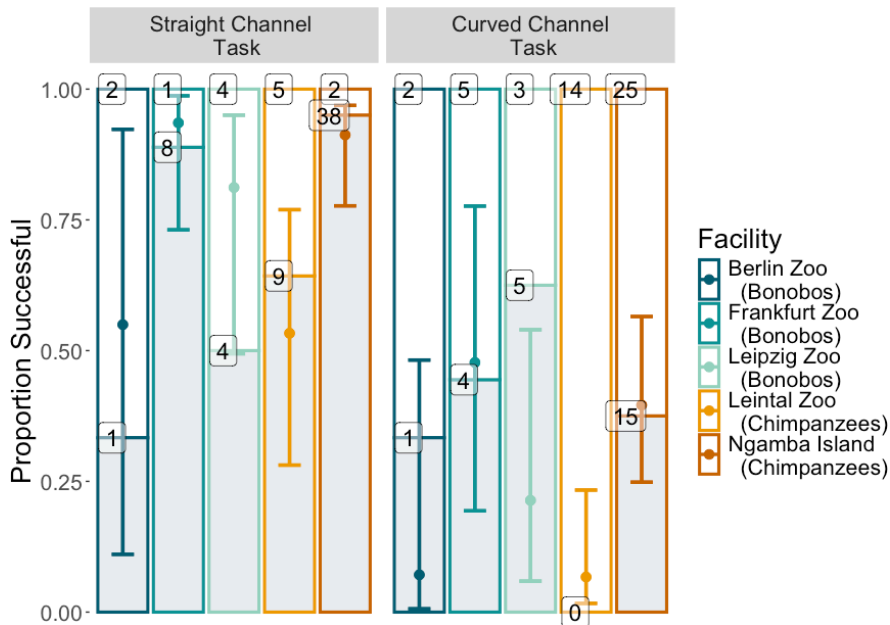 Straight Channel
Task
Curved Channel
Task
Proportion Successful
1.00
0.75
0.50
0.25
0.00
2
1
4
5
2
38
8
9
4
1
2
5
3
14
25
5
4
15
1
0
Facility
Berlin Zoo
(Bonobos)
Frankfurt Zoo
(Bonobos)
Leipzig Zoo
(Bonobos)
Leintal Zoo
(Chimpanzees)
Ngamba Island
(Chimpanzees)